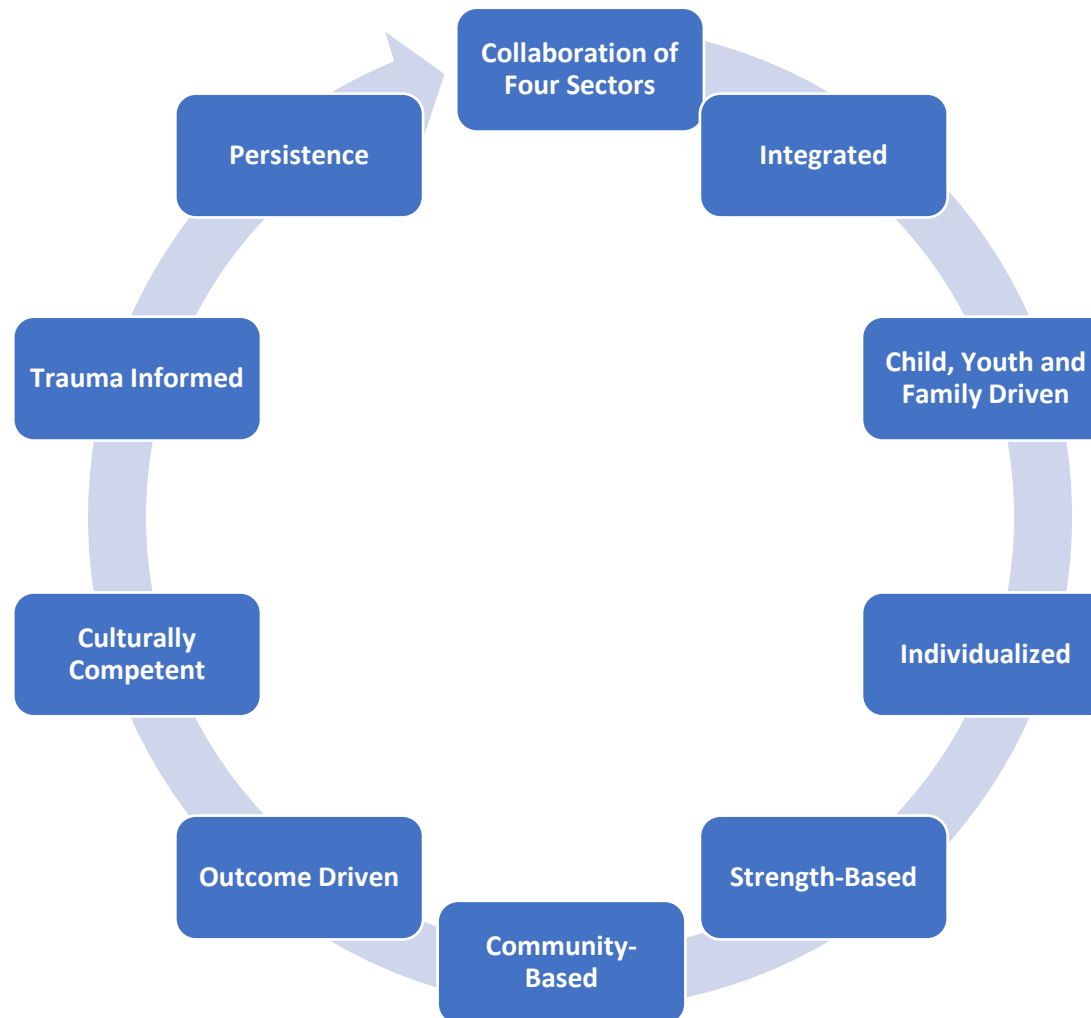 Collaboration of
Four Sectors
Integrated
Child, Youth and
Family Driven
Individualized
Strength-Based
Community-
Based
Outcome Driven
Culturally
Competent
Trauma Informed
Persistence